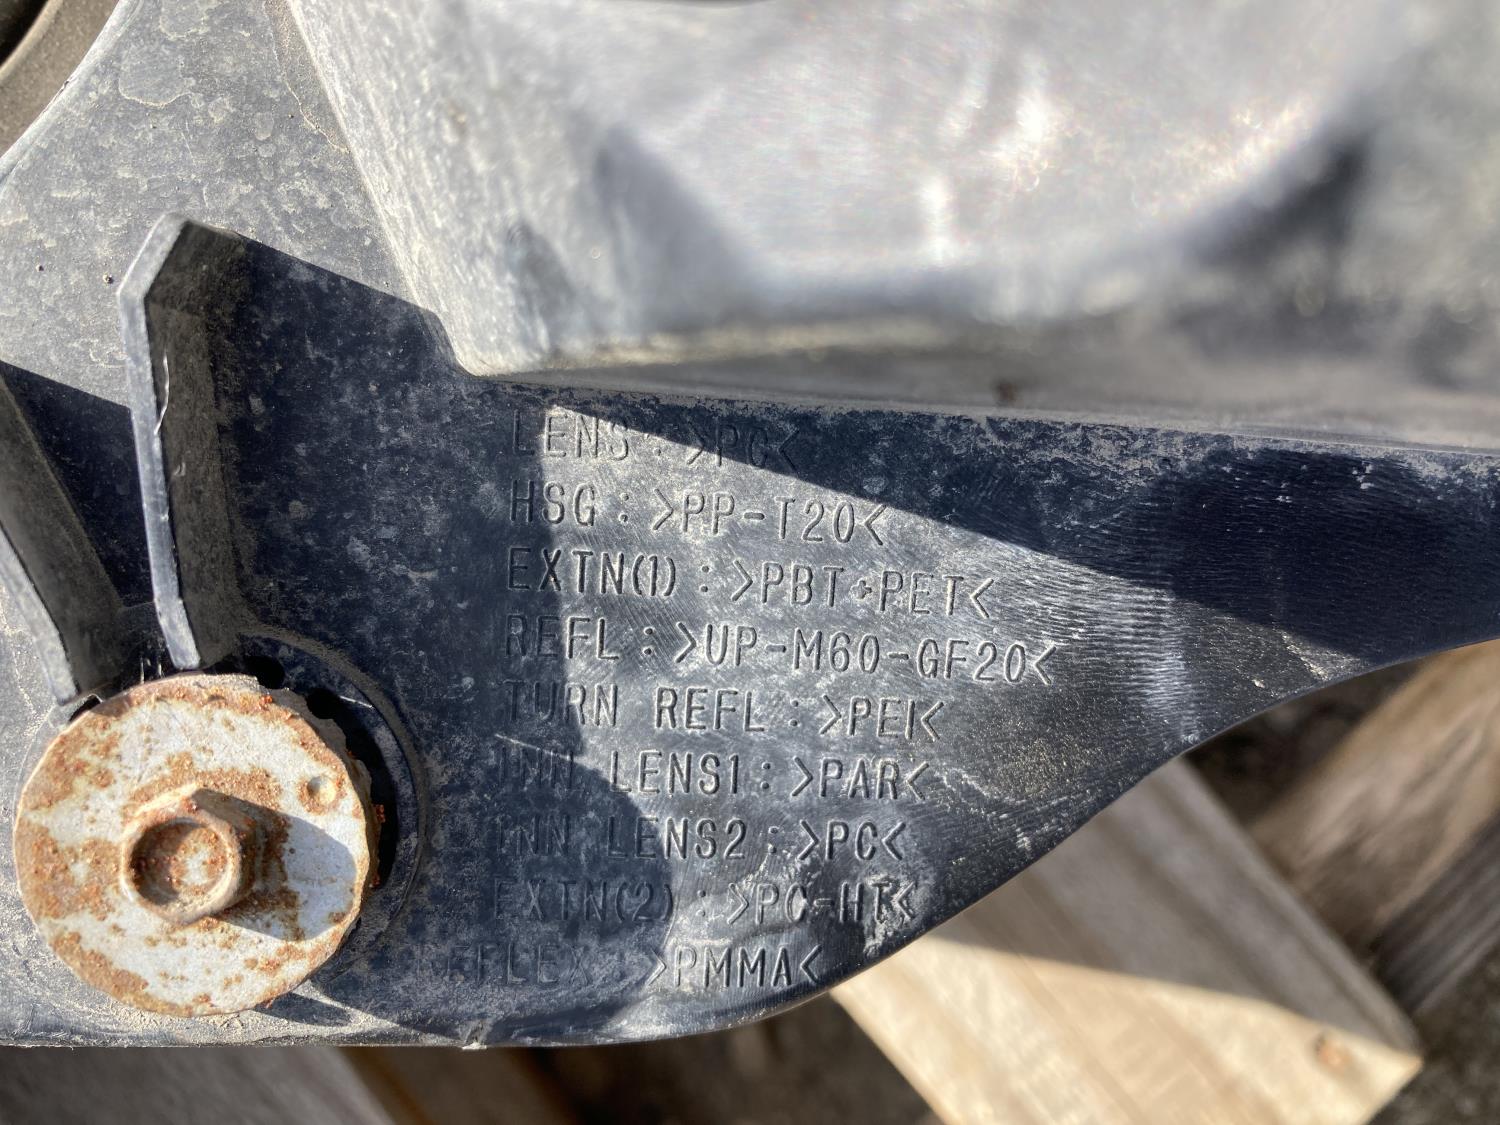 LENS : >PC<
HSG : >PP-T20<
EXTN(1) : >PBT+PET<
REFL : >UP-M60-GF20<
TURN REFL : >PEI<
INN LENS1 : >PAR<
INN LENS2 : >PC<
EXTN(2) : >PC-HT<
REFLEX : >PMMA<